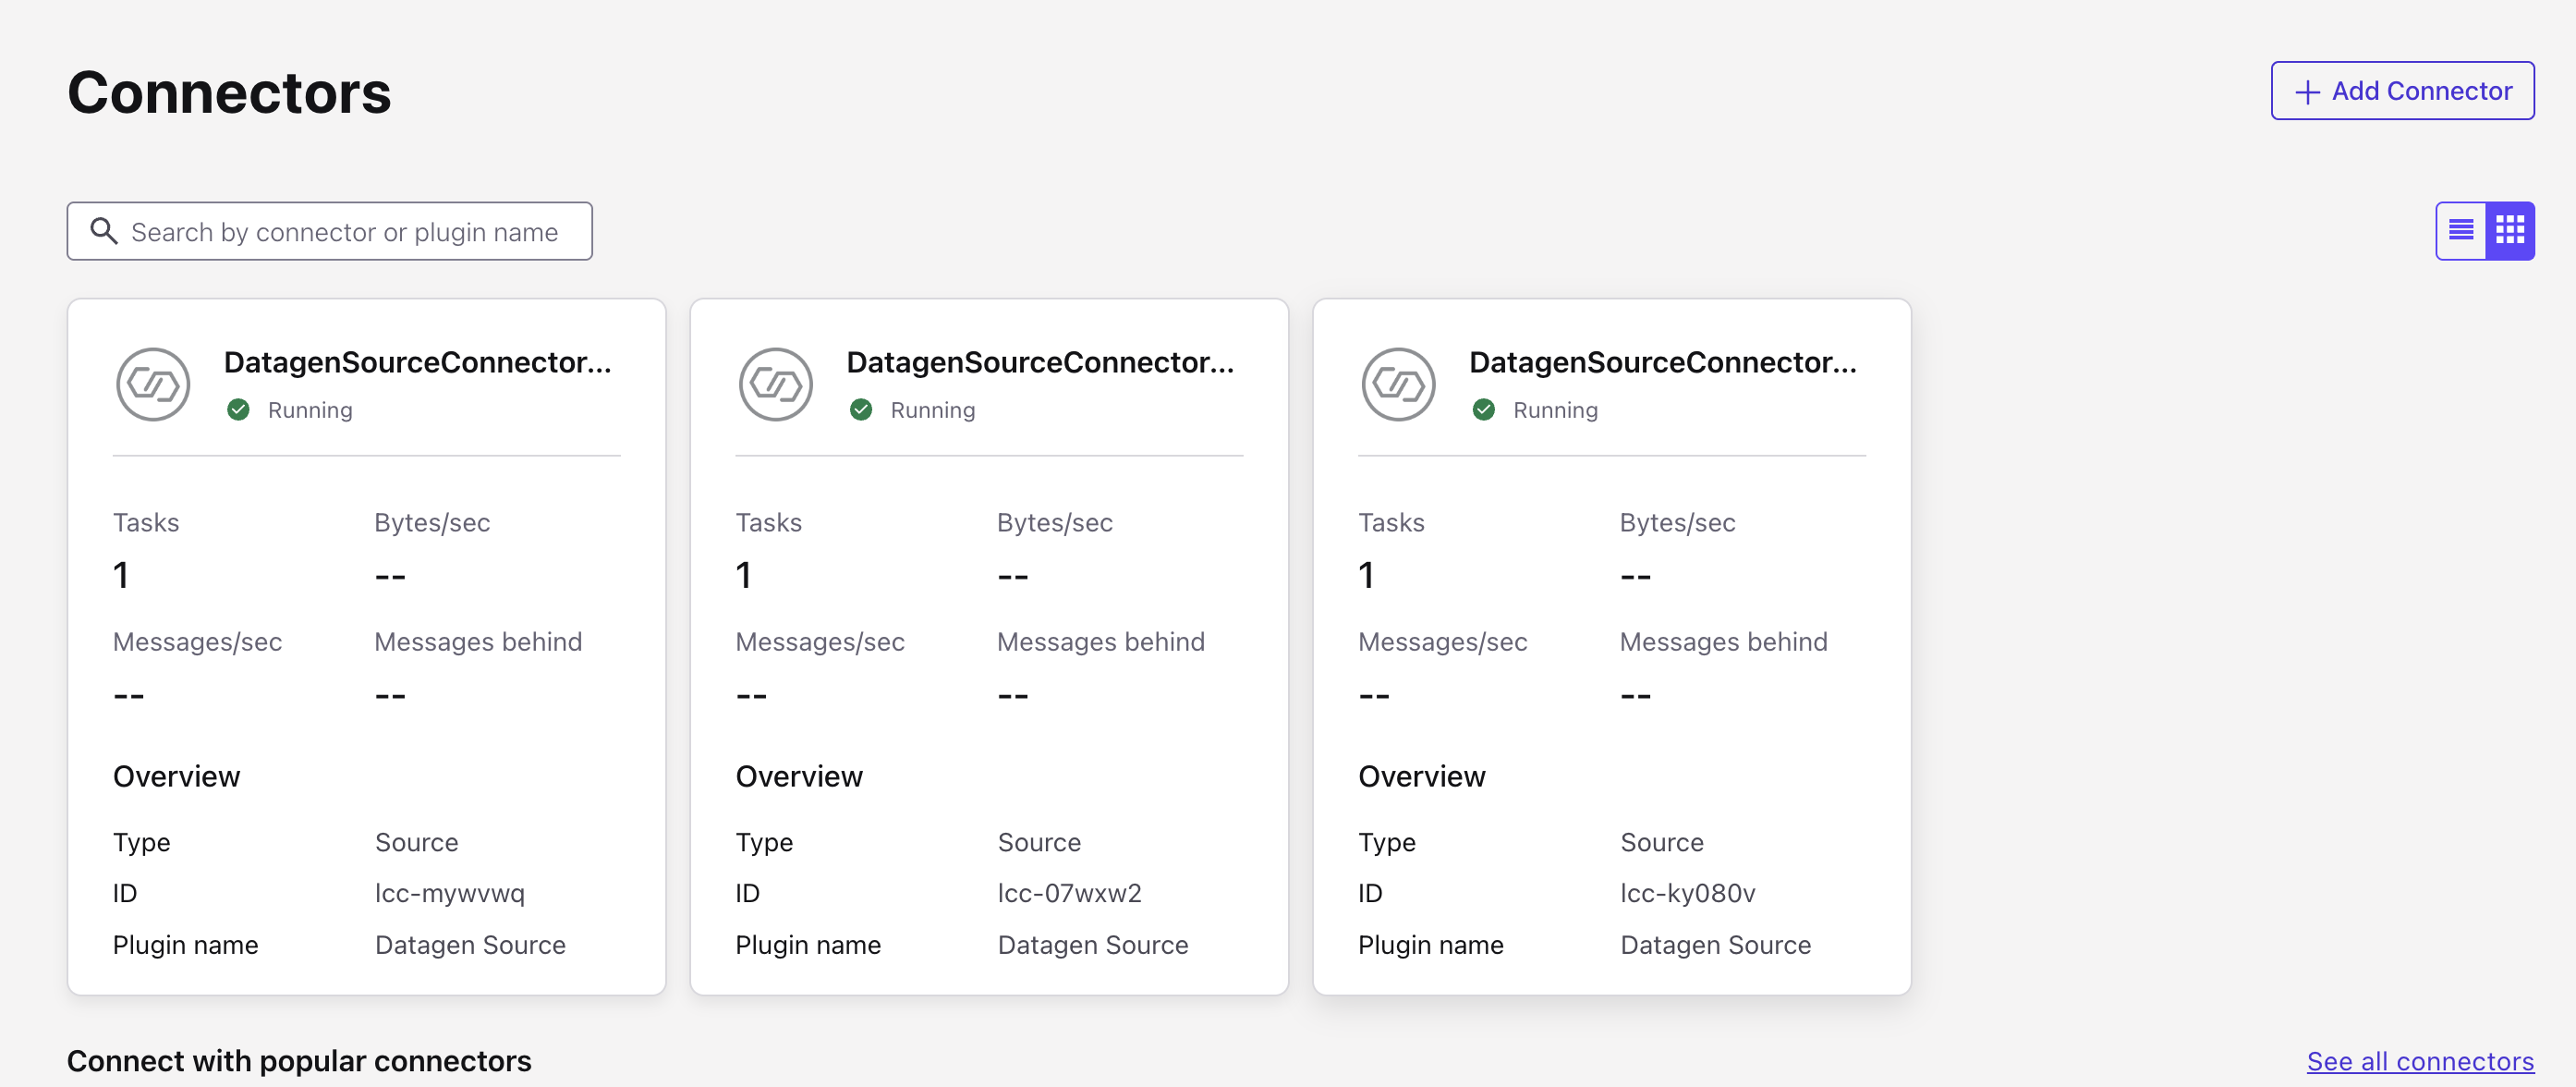 Connectors
+ Add Connector
Search by connector or plugin name
DatagenSourceConnector...
Running
Tasks
Bytes/sec
1
--
Messages/sec
Messages behind
--
--
Overview
Type
Source
ID
lcc-mywvwq
Plugin name
Datagen Source
DatagenSourceConnector...
Running
Tasks
Bytes/sec
1
--
Messages/sec
Messages behind
--
--
Overview
Type
Source
ID
lcc-07wxw2
Plugin name
Datagen Source
DatagenSourceConnector...
Running
Tasks
Bytes/sec
1
--
Messages/sec
Messages behind
--
--
Overview
Type
Source
ID
lcc-ky080v
Plugin name
Datagen Source
Connect with popular connectors
See all connectors